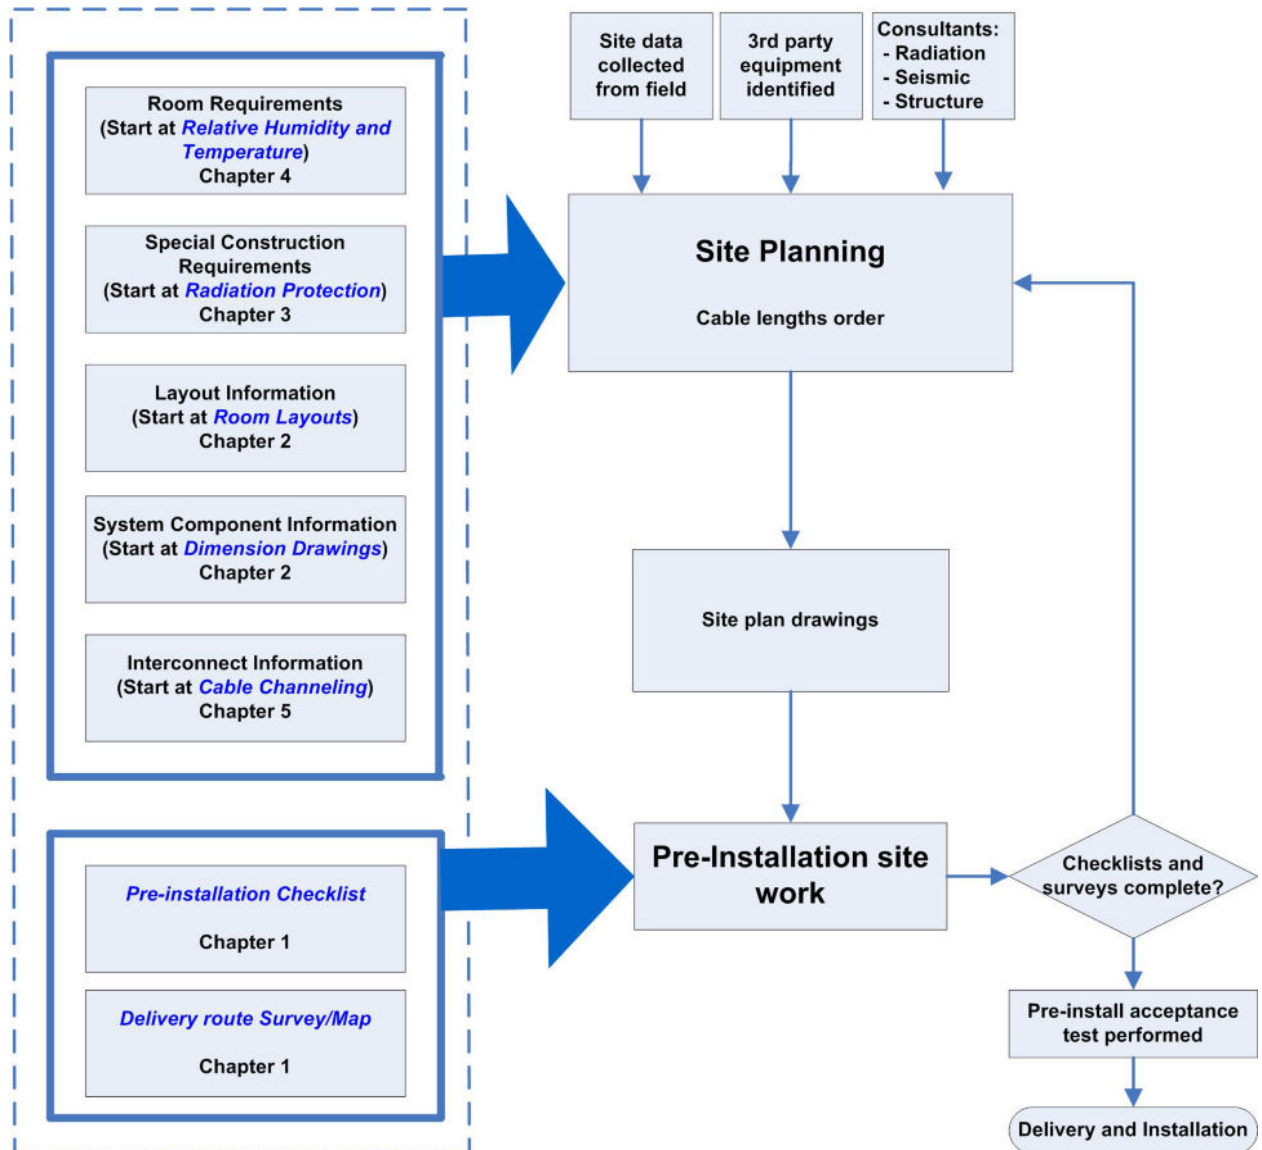 Room Requirements
(Start at Relative Humidity and
Temperature)
Chapter 4
Special Construction
Requirements
(Start at Radiation Protection)
Chapter 3
Layout Information
(Start at Room Layouts)
Chapter 2
System Component Information
(Start at Dimension Drawings)
Chapter 2
Interconnect Information
(Start at Cable Channeling)
Chapter 5
Pre-installation Checklist
Chapter 1
Delivery route Survey/Map
Chapter 1
Site data
collected
from field
3rd party
equipment
identified
Consultants:
- Radiation
- Seismic
- Structure
Site Planning
Cable lengths order
Site plan drawings
Pre-Installation site
work
Checklists and
surveys complete?
Pre-install acceptance
test performed
Delivery and Installation